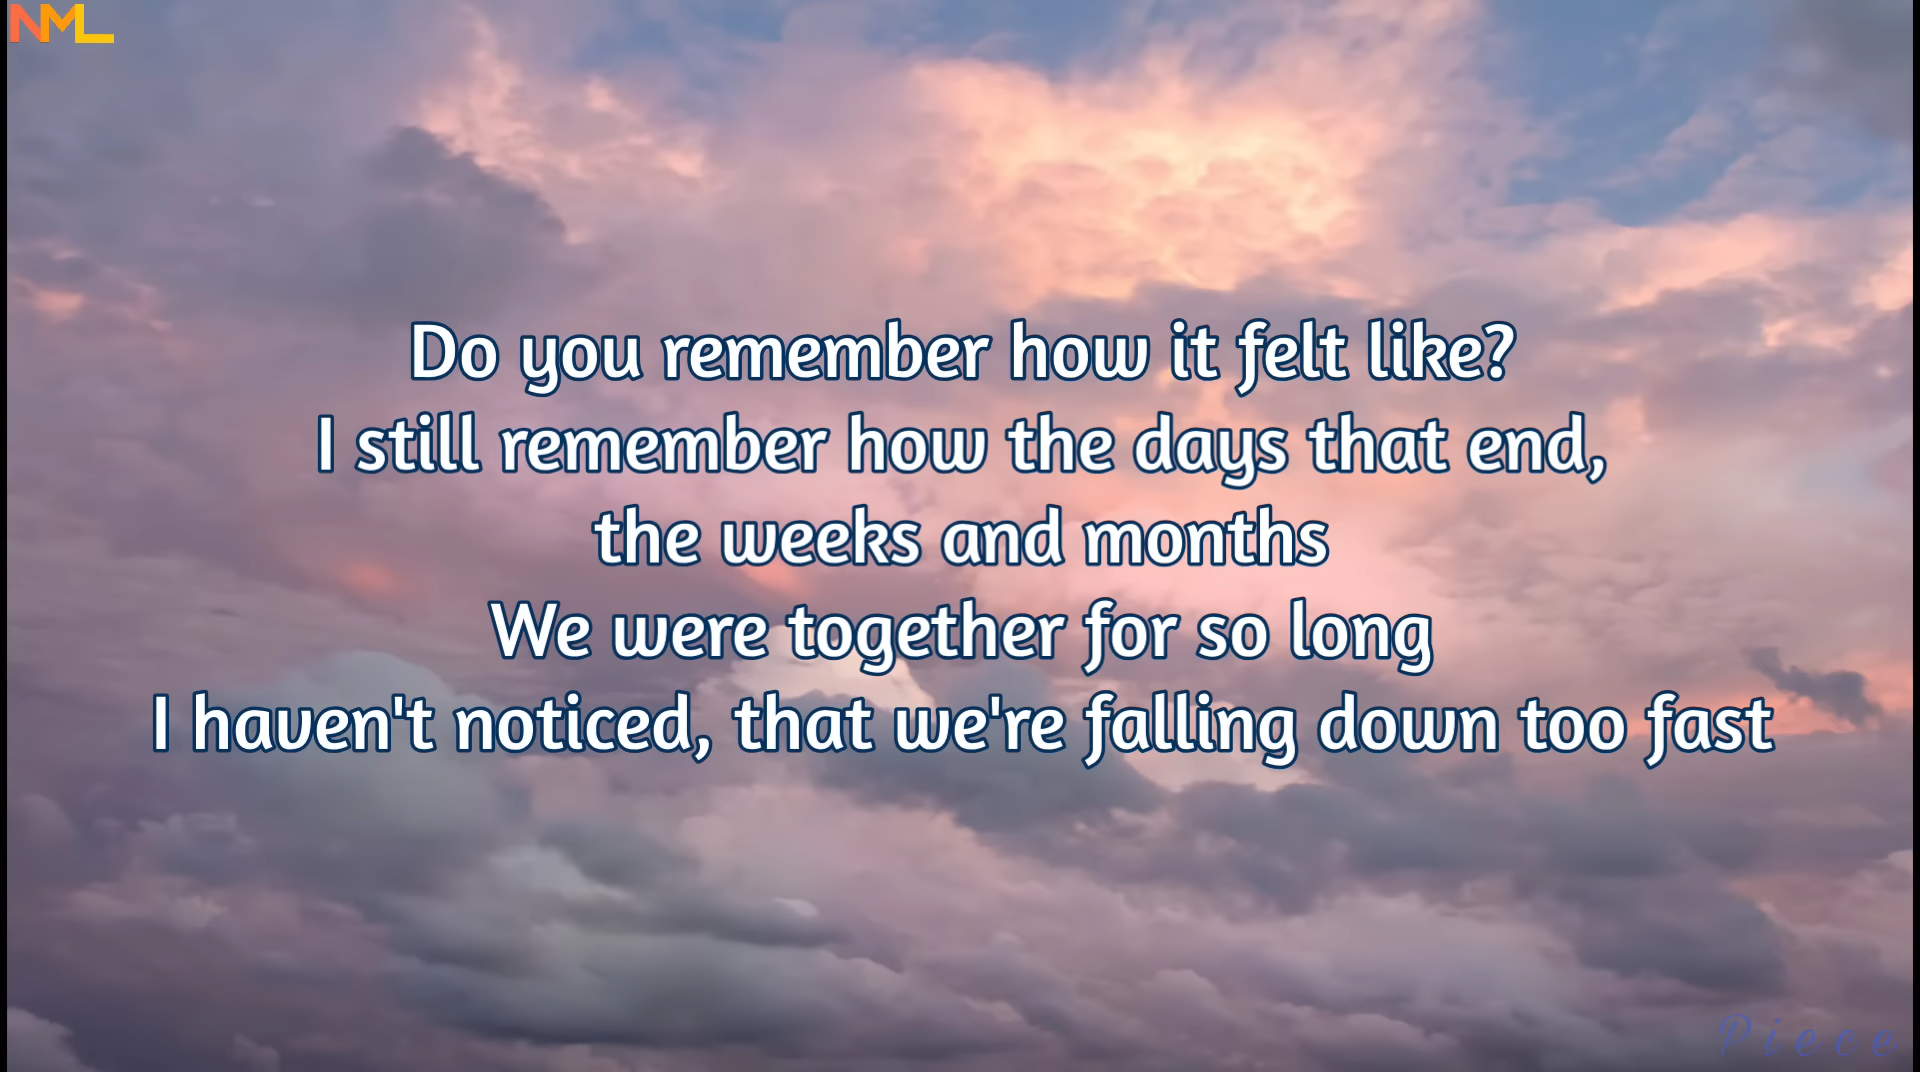 NML
Do you remember how it felt like?
I still remember how the days that end,
the weeks and months
We were together for so long
I haven't noticed, that we're falling down too fast
Piece